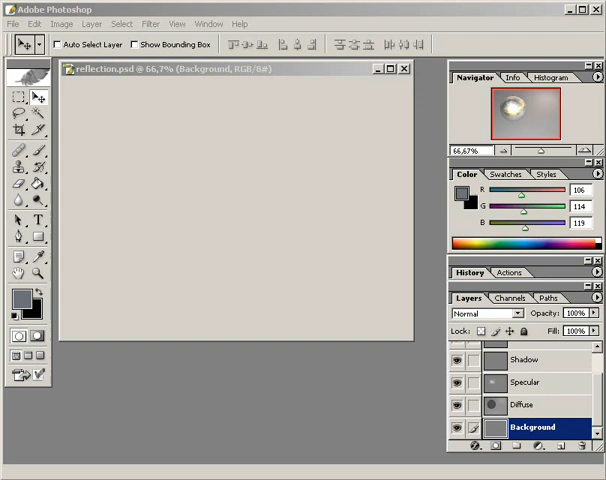 Adobe Photoshop
File Edit Image Layer Select Filter View Window Help
Auto Select Layer Show Bounding Box
reflection.psd @ 66,7% (Background, RGB/8#)
Navigator Info Histogram
66,67%
Color Swatches Styles
R 106
G 114
B 119
History Actions
Layers Channels Paths
Normal Opacity: 100%
Lock: Fill: 100%
Shadow
Specular
Diffuse
Background
T